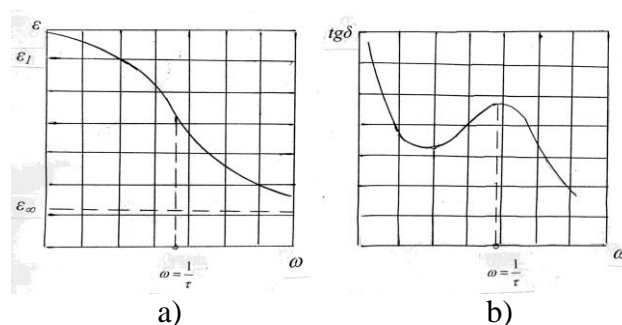 ε
ε₁
ε∞
ω
ω = 1/τ
a)
tgδ
ω
ω = 1/τ
b)